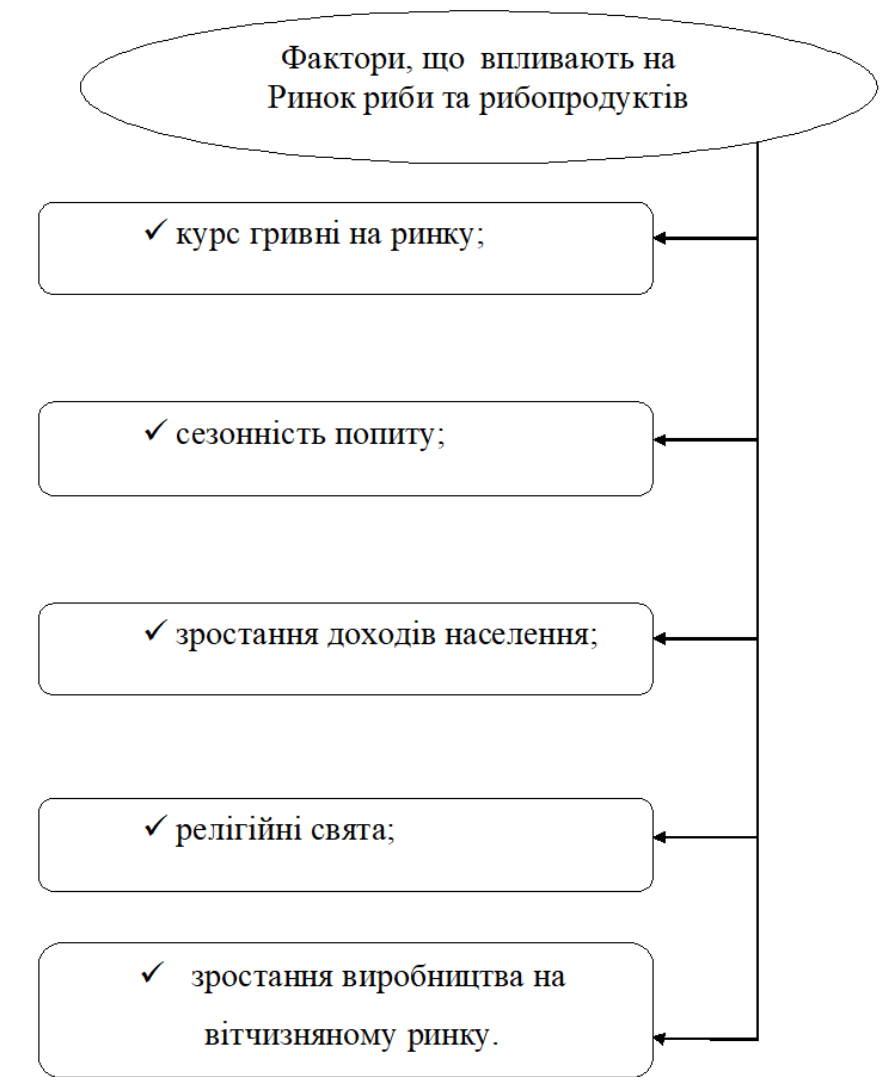 Фактори, що впливають на
Ринок риби та рибопродуктів
✓ курс гривні на ринку;
✓ сезонність попиту;
✓ зростання доходів населення;
✓ релігійні свята;
✓ зростання виробництва на
вітчизняному ринку.